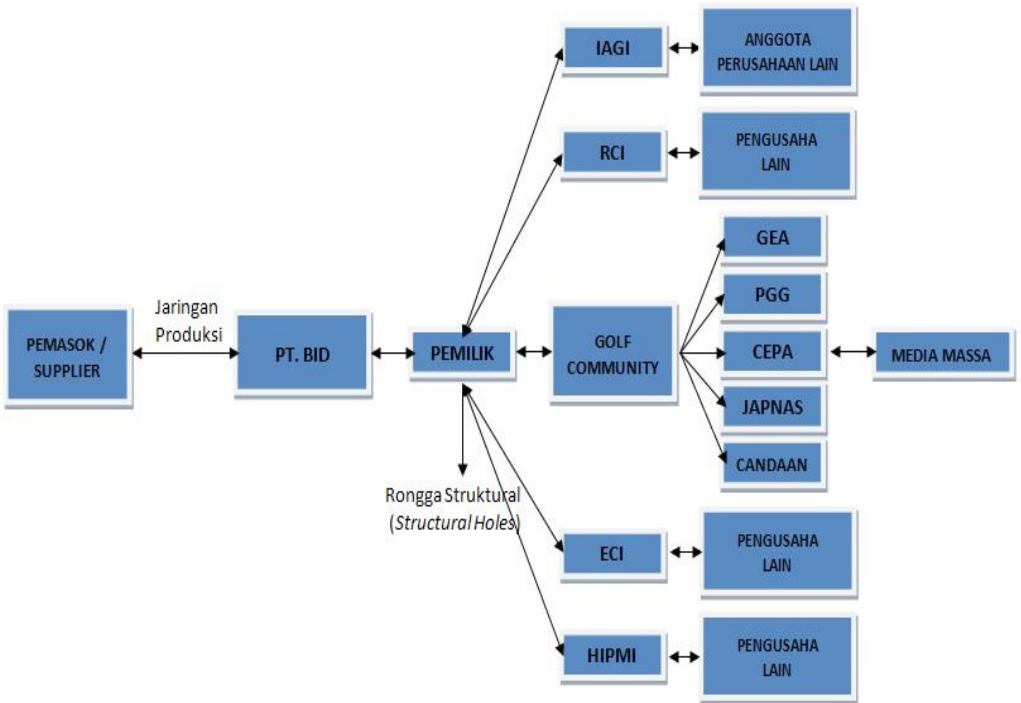 IAGI
ANGGOTA
PERUSAHAAN LAIN
RCI
PENGUSAHA
LAIN
GEA
PGG
Jaringan
Produksi
PEMASOK /
SUPPLIER
PT. BID
PEMILIK
GOLF
COMMUNITY
CEPA
MEDIA MASSA
JAPNAS
CANDAAN
Rongga Struktural
(Structural Holes)
ECI
PENGUSAHA
LAIN
HIPMI
PENGUSAHA
LAIN